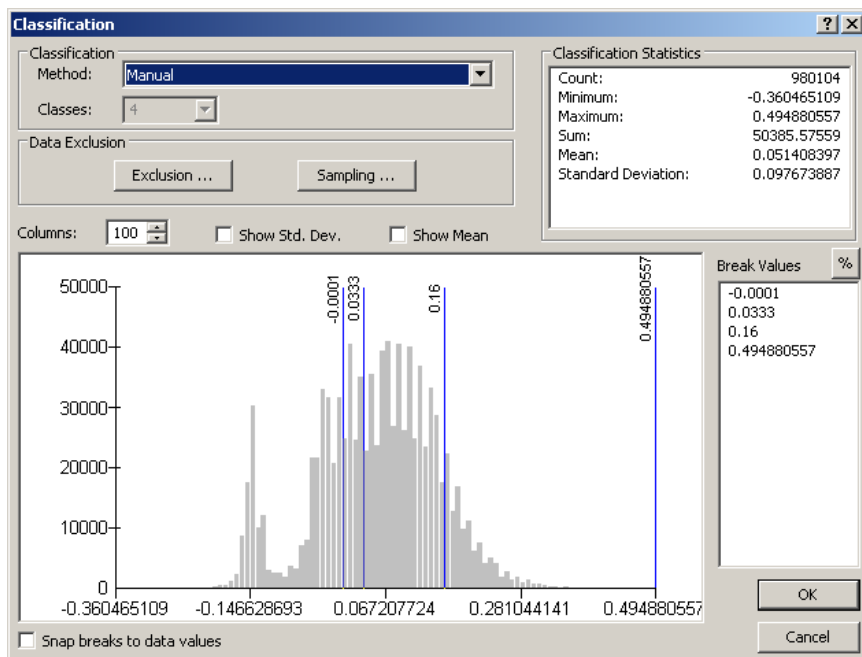 Classification
Classification
Method: Manual
Classes: 4
Data Exclusion
Exclusion ...
Sampling ...
Classification Statistics
Count: 980104
Minimum: -0.360465109
Maximum: 0.494880557
Sum: 50385.57559
Mean: 0.051408397
Standard Deviation: 0.097673887
Columns: 100
Show Std. Dev.
Show Mean
Break Values
%
-0.0001
0.0333
0.16
0.494880557
50000
40000
30000
20000
10000
0
-0.0001
0.0333
0.16
0.494880557
-0.360465109
-0.146628693
0.067207724
0.281044141
0.494880557
Snap breaks to data values
OK
Cancel